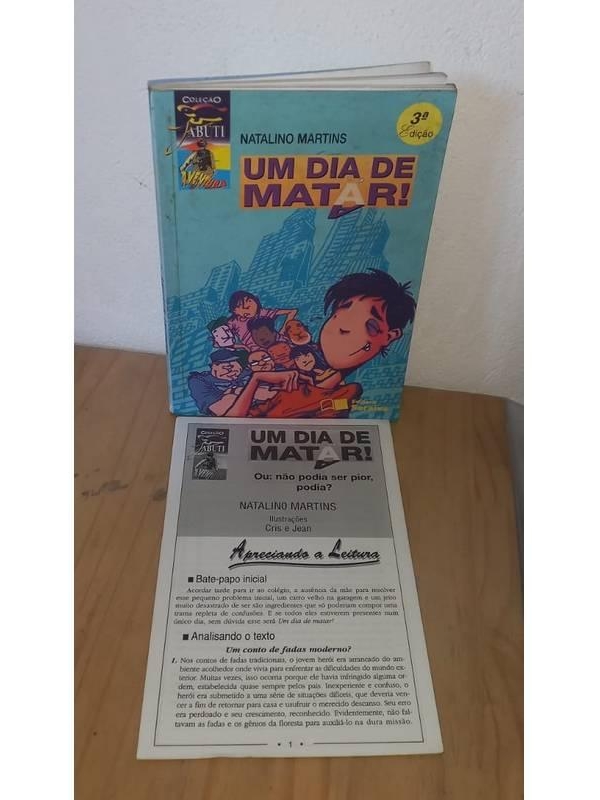 COLEÇÃO
JABUTI
3ª
Edição
NATALINO MARTINS
UM DIA DE
MATAR!
COLEÇÃO
JABUTI
UM DIA DE
MATAR!
Ou: não podia ser pior,
podia?
NATALINO MARTINS
Ilustrações
Cris e Jean
Apreciando a Leitura
■ Bate-papo inicial
Acordar tarde para ir ao colégio, a ausência da mãe para resolver
esse pequeno problema inicial, um carro velho na garagem e um jeito
muito desastrado de ser são ingredientes que só poderiam compor uma
trama repleta de confusões. E se todos eles estiverem presentes num
único dia, sem dúvida esse será Um dia de matar!
■ Analisando o texto
Um conto de fadas moderno?
1. Nos contos de fadas tradicionais, o jovem herói era arrancado do am-
biente acolhedor onde vivia para enfrentar as dificuldades do mundo ex-
terior. Muitas vezes, isso ocorria porque ele havia infringido alguma or-
dem, estabelecida quase sempre pelos pais. Inexperiente e confuso, o
herói era submetido a uma série de situações difíceis, que deveria ven-
cer a fim de retornar para casa e usufruir o merecido descanso. Seu erro
era perdoado e seu crescimento, reconhecido. Evidentemente, não fal-
tavam as fadas e os gênios da floresta para auxiliá-lo na dura missão.
• 1 •